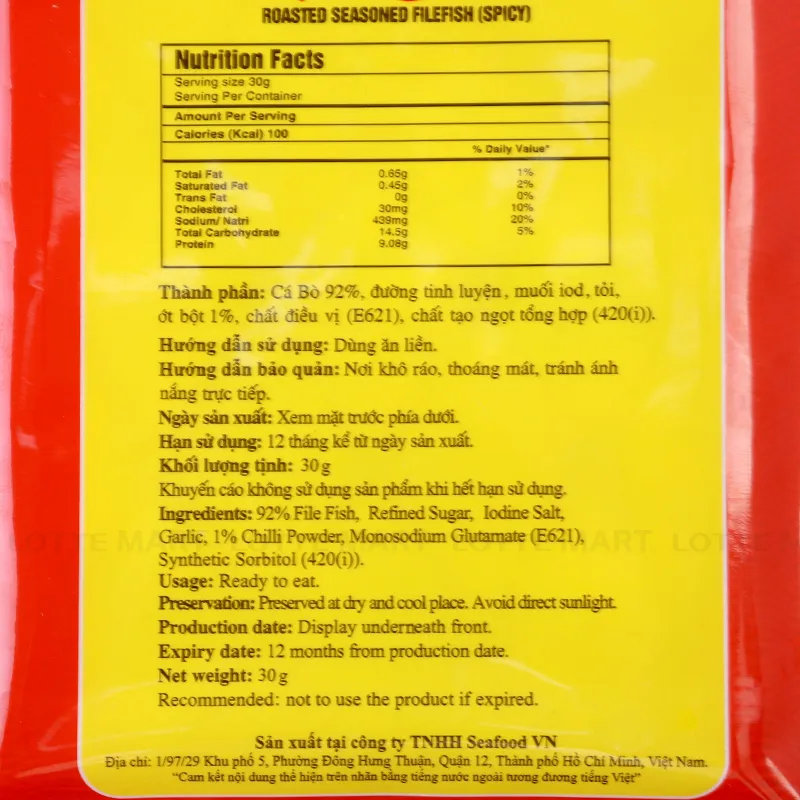 ROASTED SEASONED FILEFISH (SPICY)
Nutrition Facts
Serving size 30g
Serving Per Container
Amount Per Serving
Calories (Kcal) 100
% Daily Value*
Total Fat 0.65g 1%
Saturated Fat 0.45g 2%
Trans Fat 0g 0%
Cholesterol 30mg 10%
Sodium/ Natri 439mg 20%
Total Carbohydrate 14.5g 5%
Protein 9.08g
Thành phần: Cá Bò 92%, đường tinh luyện, muối iod, tỏi,
ớt bột 1%, chất điều vị (E621), chất tạo ngọt tổng hợp (420(i)).
Hướng dẫn sử dụng: Dùng ăn liền.
Hướng dẫn bảo quản: Nơi khô ráo, thoáng mát, tránh ánh
nắng trực tiếp.
Ngày sản xuất: Xem mặt trước phía dưới.
Hạn sử dụng: 12 tháng kể từ ngày sản xuất.
Khối lượng tịnh: 30g
Khuyến cáo không sử dụng sản phẩm khi hết hạn sử dụng.
Ingredients: 92% File Fish, Refined Sugar, Iodine Salt,
Garlic, 1% Chilli Powder, Monosodium Glutamate (E621),
LOTTE MART LOTTE MART LOTTE M
Synthetic Sorbitol (420(i)).
Usage: Ready to eat.
Preservation: Preserved at dry and cool place. Avoid direct sunlight.
Production date: Display underneath front.
Expiry date: 12 months from production date.
Net weight: 30g
Recommended: not to use the product if expired.
Sản xuất tại công ty TNHH Seafood VN
Địa chỉ: 1/97/29 Khu phố 5, Phường Đông Hưng Thuận, Quận 12, Thành phố Hồ Chí Minh, Việt Nam.
"Cam kết nội dung thể hiện trên nhãn bằng tiếng nước ngoài tương đương tiếng Việt"